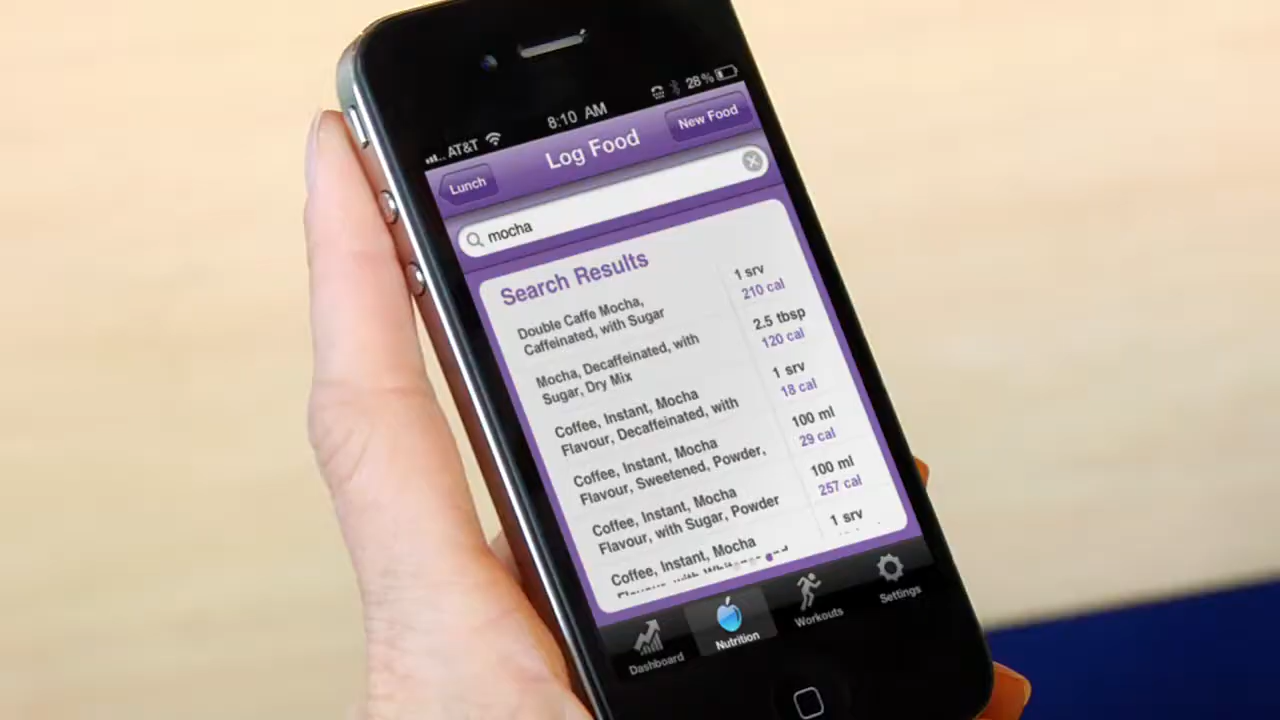 AT&T 8:10 AM 28%
Lunch Log Food New Food
mocha
Search Results
Double Caffe Mocha, 1 srv
Caffeinated, with Sugar 210 cal
Mocha, Decaffeinated, with 2.5 tbsp
Sugar, Dry Mix 120 cal
Coffee, Instant, Mocha 1 srv
Flavour, Decaffeinated, with 18 cal
Coffee, Instant, Mocha 100 ml
Flavour, Sweetened, Powder, 29 cal
Coffee, Instant, Mocha 100 ml
Flavour, with Sugar, Powder 257 cal
Coffee, Instant, Mocha 1 srv
Dashboard Nutrition Workouts Settings